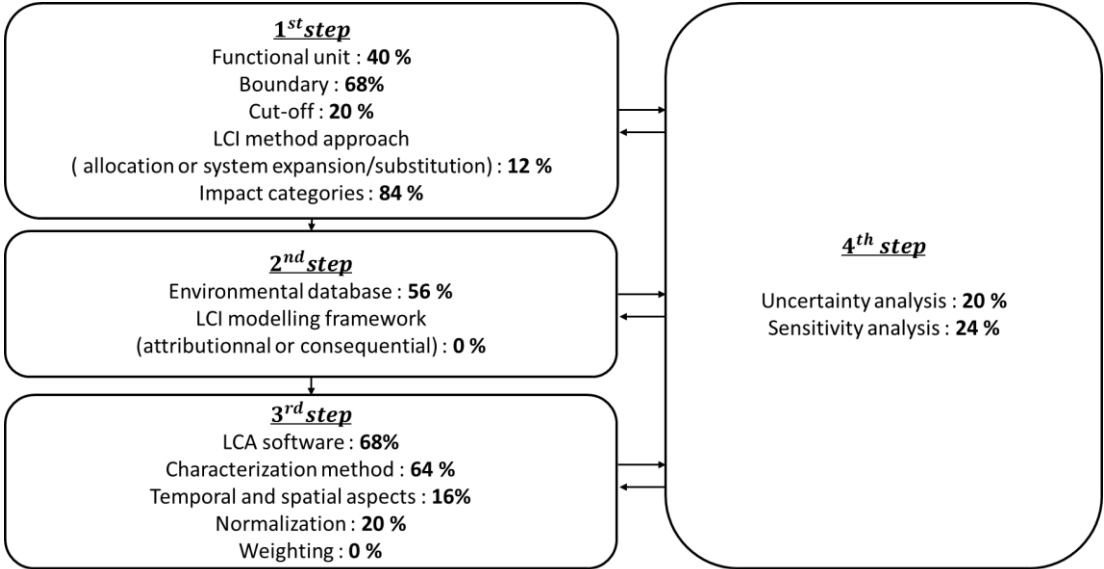 1st step
Functional unit : 40 %
Boundary : 68%
Cut-off : 20 %
LCI method approach
( allocation or system expansion/substitution) : 12 %
Impact categories : 84 %
2nd step
Environmental database : 56 %
LCI modelling framework
(attributionnal or consequential) : 0 %
3rd step
LCA software : 68%
Characterization method : 64 %
Temporal and spatial aspects : 16%
Normalization : 20 %
Weighting : 0 %
4th step
Uncertainty analysis : 20 %
Sensitivity analysis : 24 %